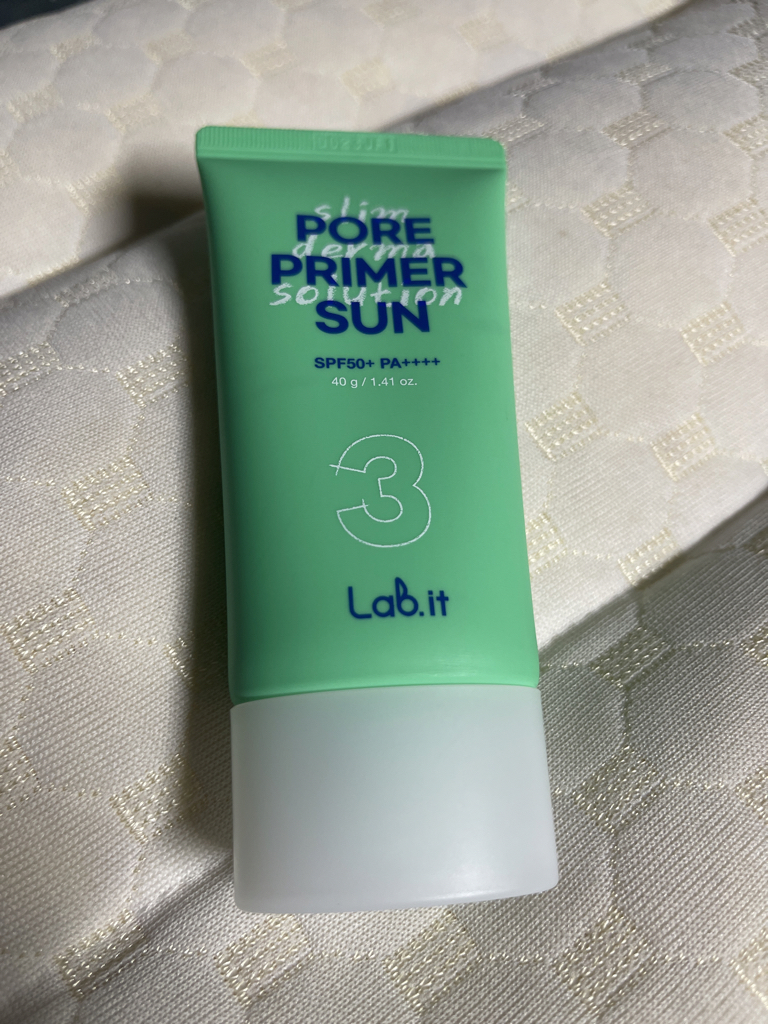 slim
PORE
derma
PRIMER
solution
SUN
SPF50+ PA++++
40 g / 1.41 oz.
3
Lab.it